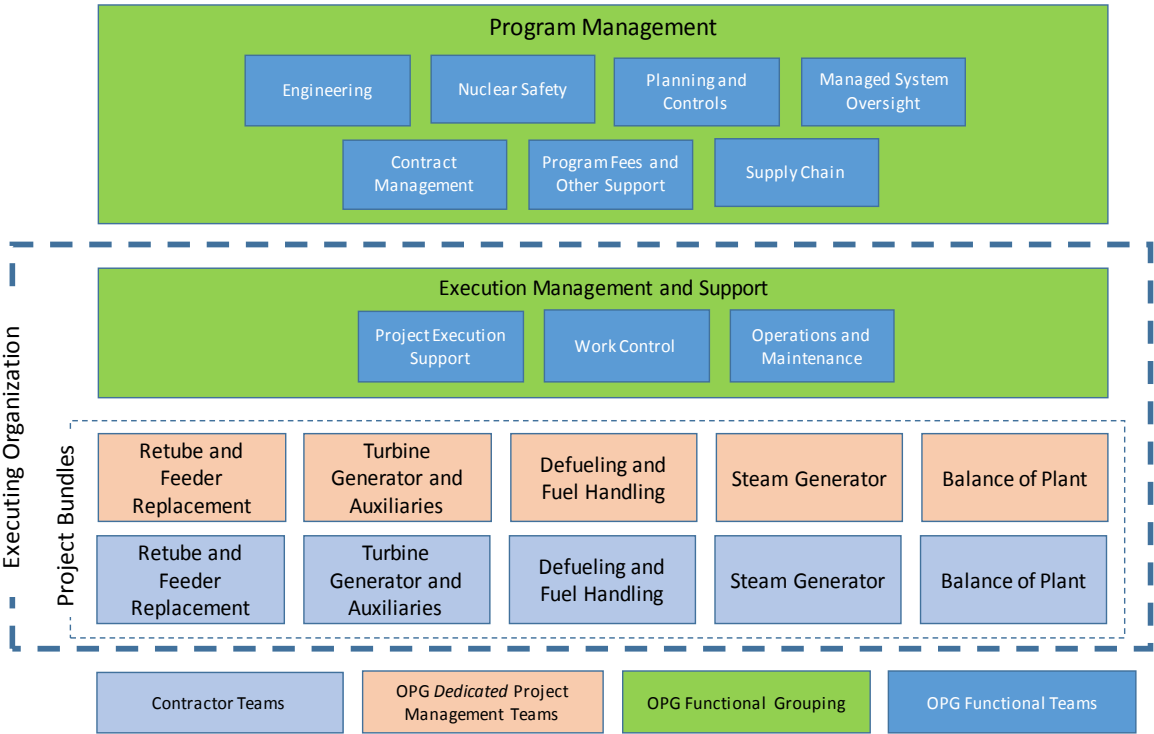 Program Management
Engineering
Nuclear Safety
Planning and
Controls
Managed System
Oversight
Contract
Management
Program Fees and
Other Support
Supply Chain
Executing Organization
Execution Management and Support
Project Execution
Support
Work Control
Operations and
Maintenance
Project Bundles
Retube and
Feeder
Replacement
Turbine
Generator and
Auxiliaries
Defueling and
Fuel Handling
Steam Generator
Balance of Plant
Retube and
Feeder
Replacement
Turbine
Generator and
Auxiliaries
Defueling and
Fuel Handling
Steam Generator
Balance of Plant
Contractor Teams
OPG Dedicated Project
Management Teams
OPG Functional Grouping
OPG Functional Teams